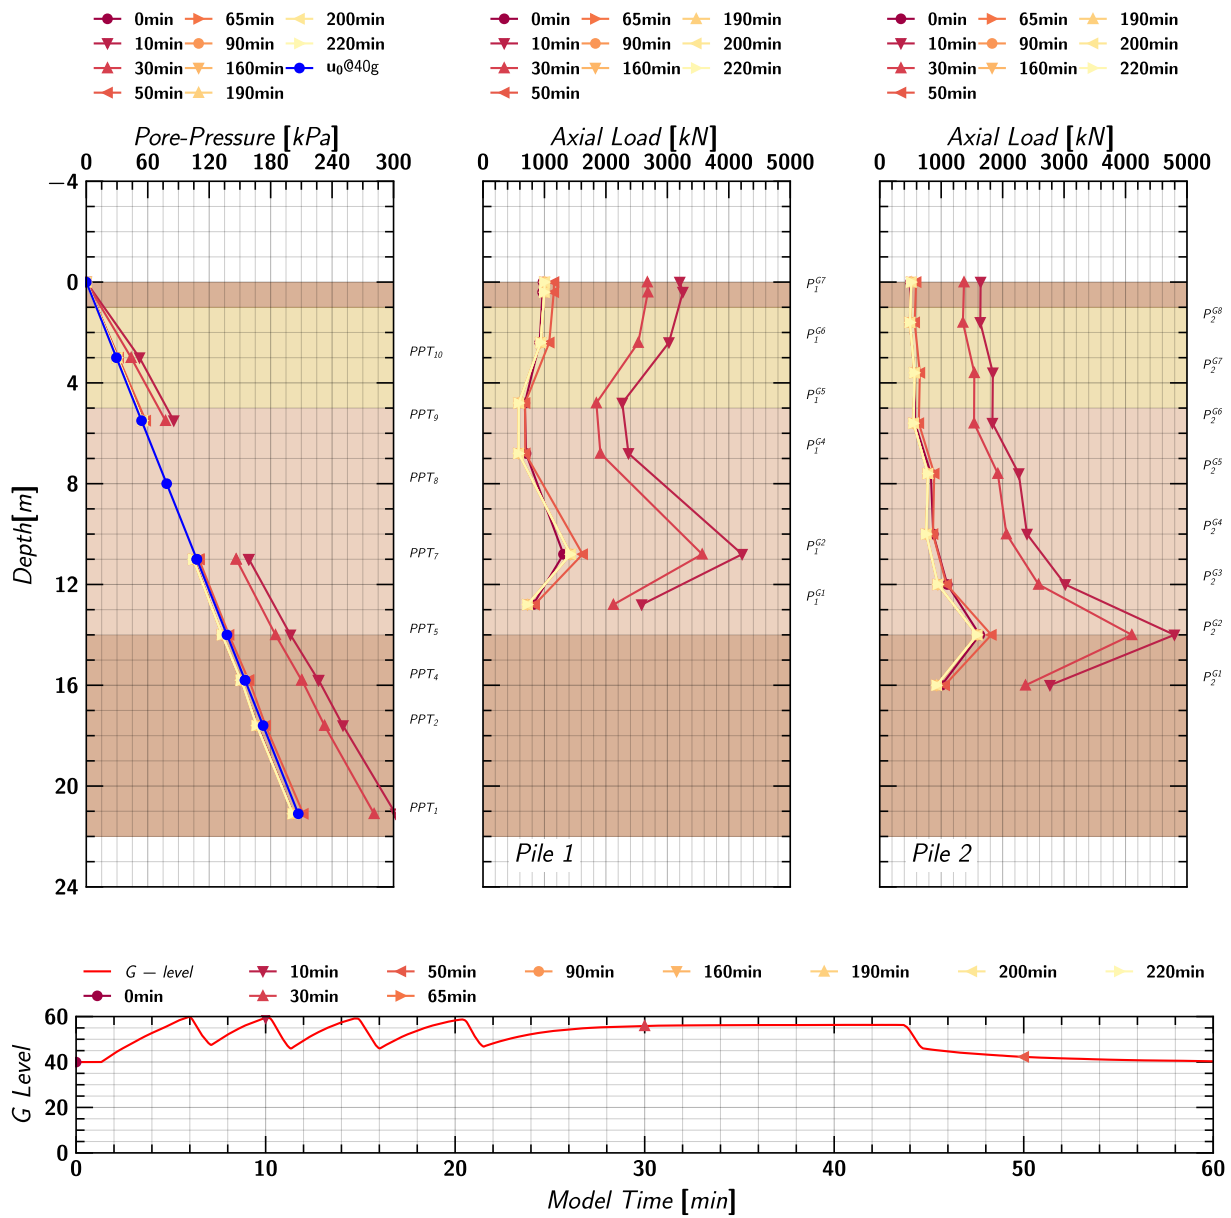 0min 65min 200min
10min 90min 220min
30min 160min u₀@40g
50min 190min
0min 65min 190min
10min 90min 200min
30min 160min 220min
50min
0min 65min 190min
10min 90min 200min
30min 160min 220min
50min
Pore-Pressure [kPa]
0 60 120 180 240 300
Axial Load [kN]
0 1000 2000 3000 4000 5000
Axial Load [kN]
0 1000 2000 3000 4000 5000
Depth[m]
−4
0
4
8
12
16
20
24
PPT₁₀
PPT₉
PPT₈
PPT₇
PPT₅
PPT₄
PPT₂
PPT₁
P₁ᴳ⁷
P₁ᴳ⁶
P₁ᴳ⁵
P₁ᴳ⁴
P₁ᴳ²
P₁ᴳ¹
Pile 1
P₂ᴳ⁸
P₂ᴳ⁷
P₂ᴳ⁶
P₂ᴳ⁵
P₂ᴳ⁴
P₂ᴳ³
P₂ᴳ²
P₂ᴳ¹
Pile 2
G − level 10min 50min 90min 160min 190min 200min 220min
0min 30min 65min
G Level
60
40
20
0
0 10 20 30 40 50 60
Model Time [min]